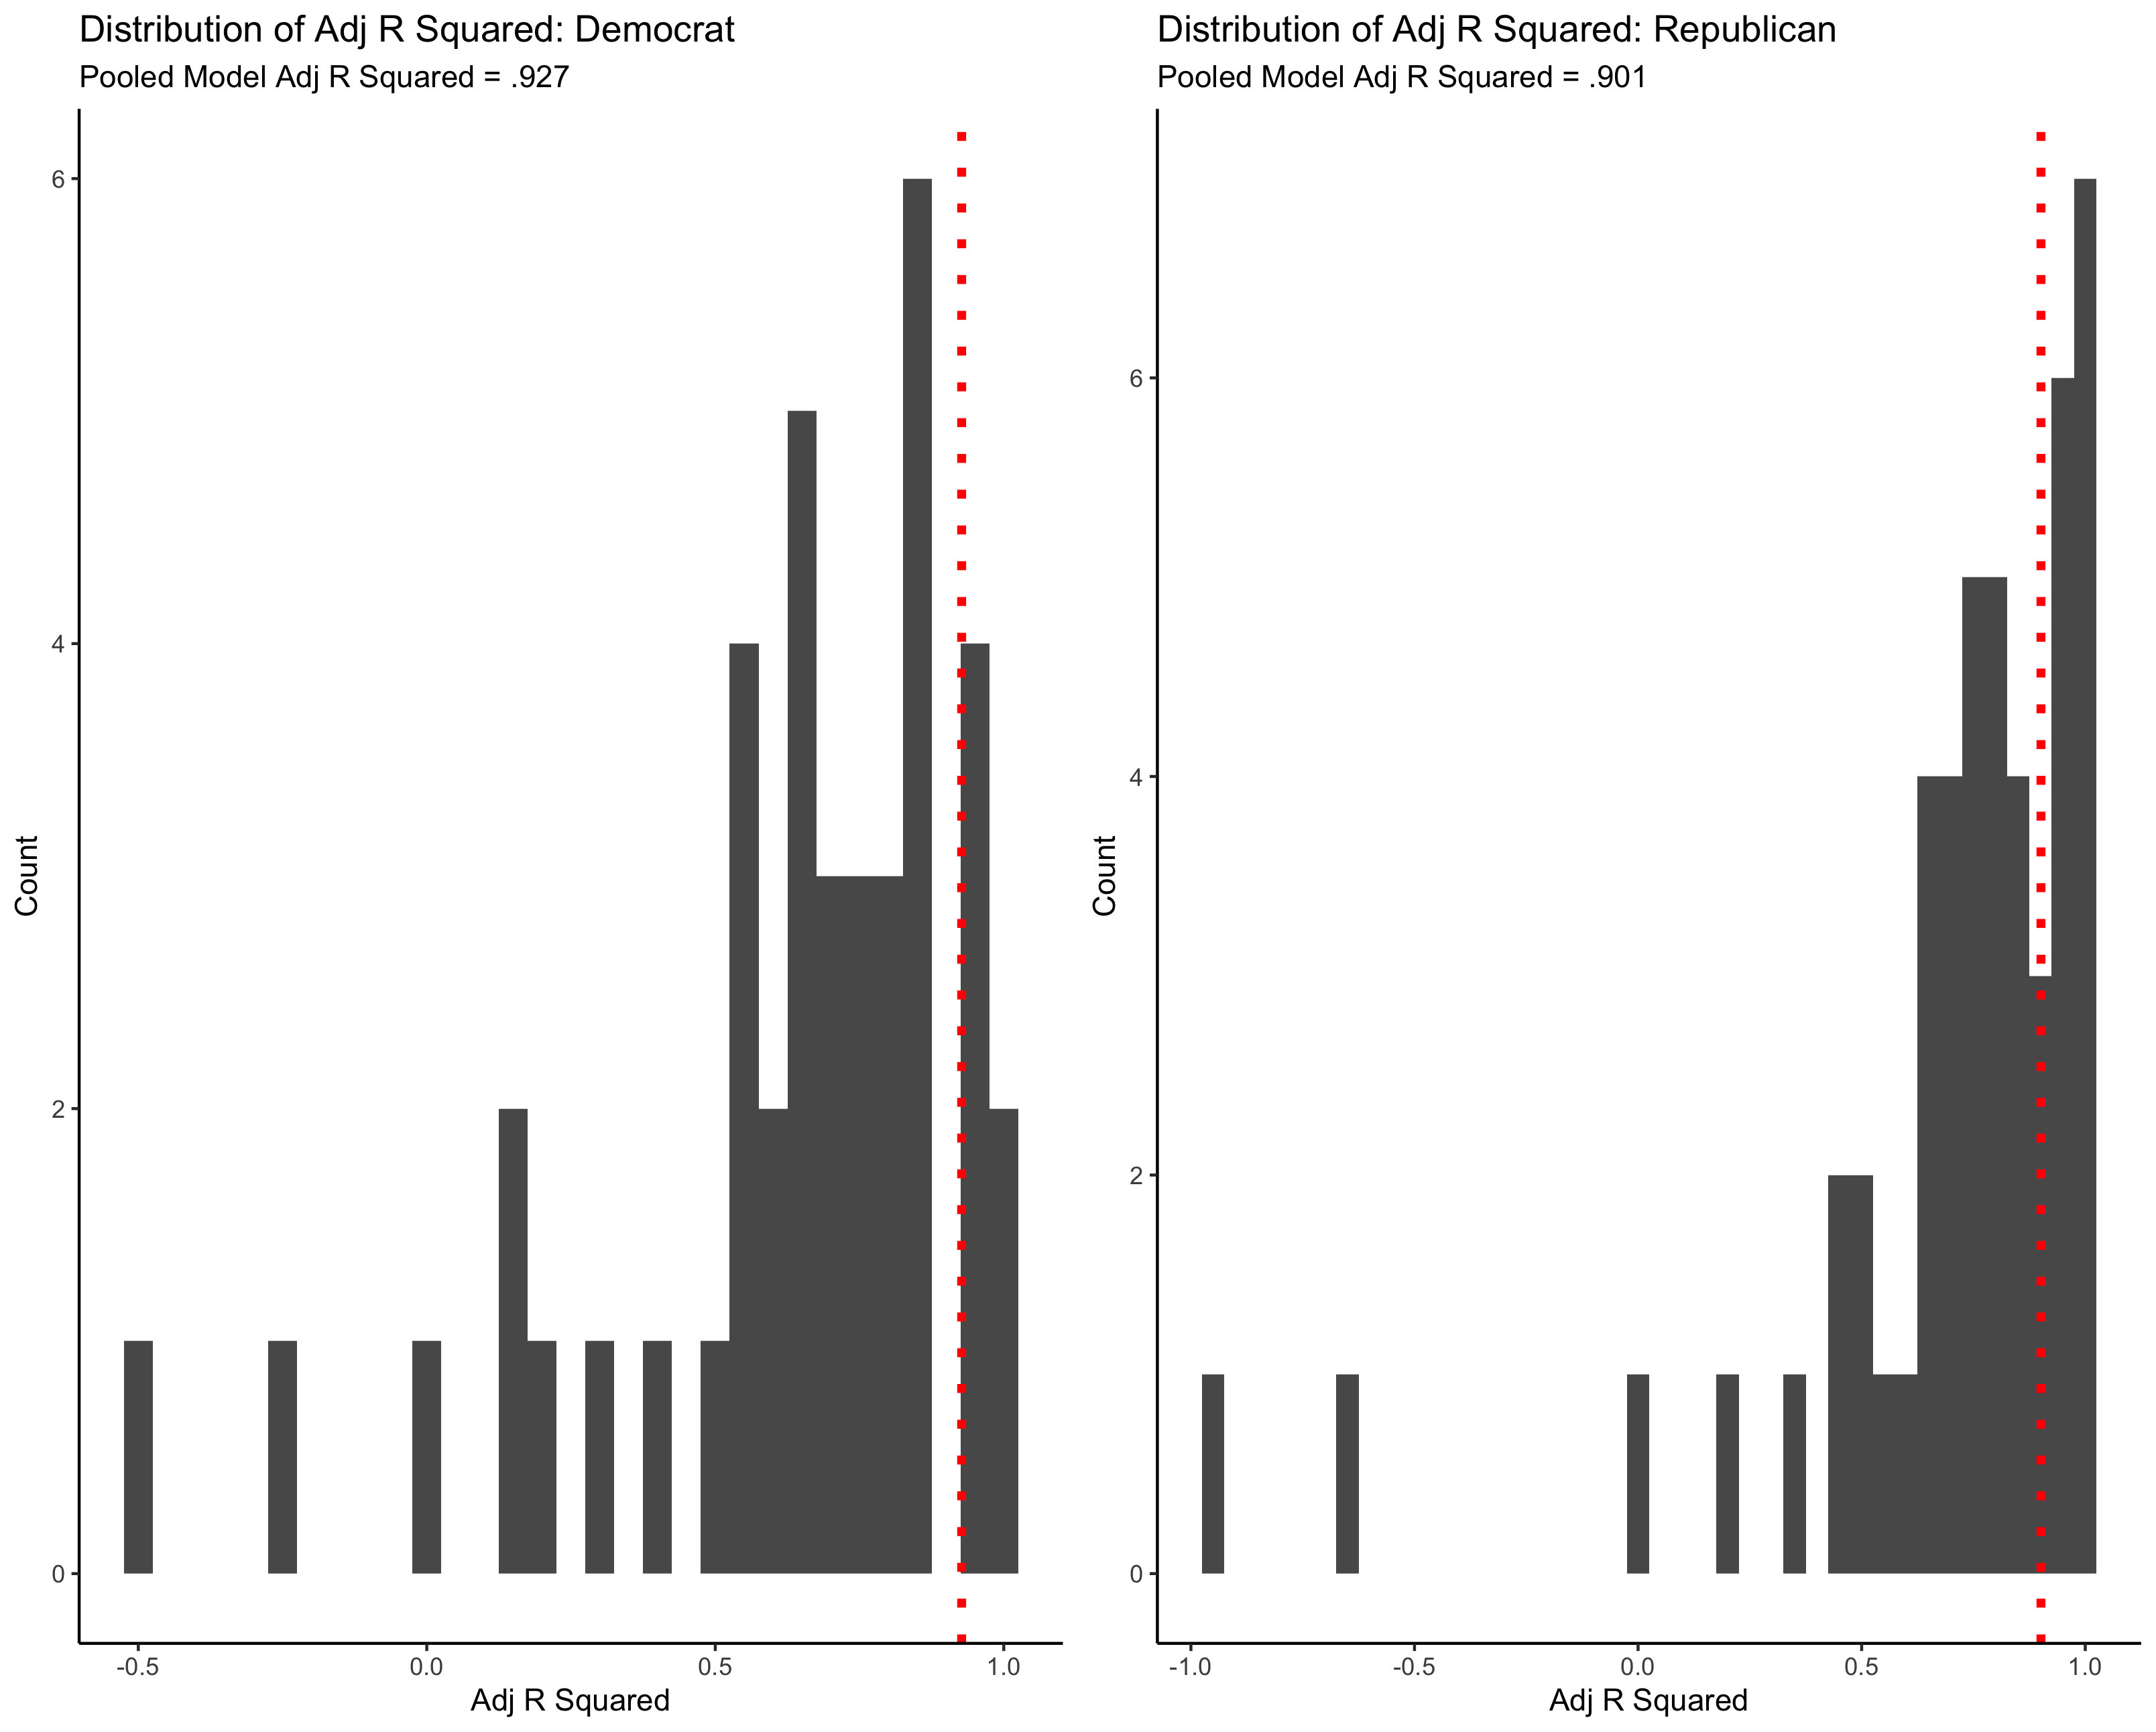 Distribution of Adj R Squared: Democrat
Pooled Model Adj R Squared = .927
6
4
2
0
Count
-0.5 0.0 0.5 1.0
Adj R Squared
Distribution of Adj R Squared: Republican
Pooled Model Adj R Squared = .901
6
4
2
0
Count
-1.0 -0.5 0.0 0.5 1.0
Adj R Squared